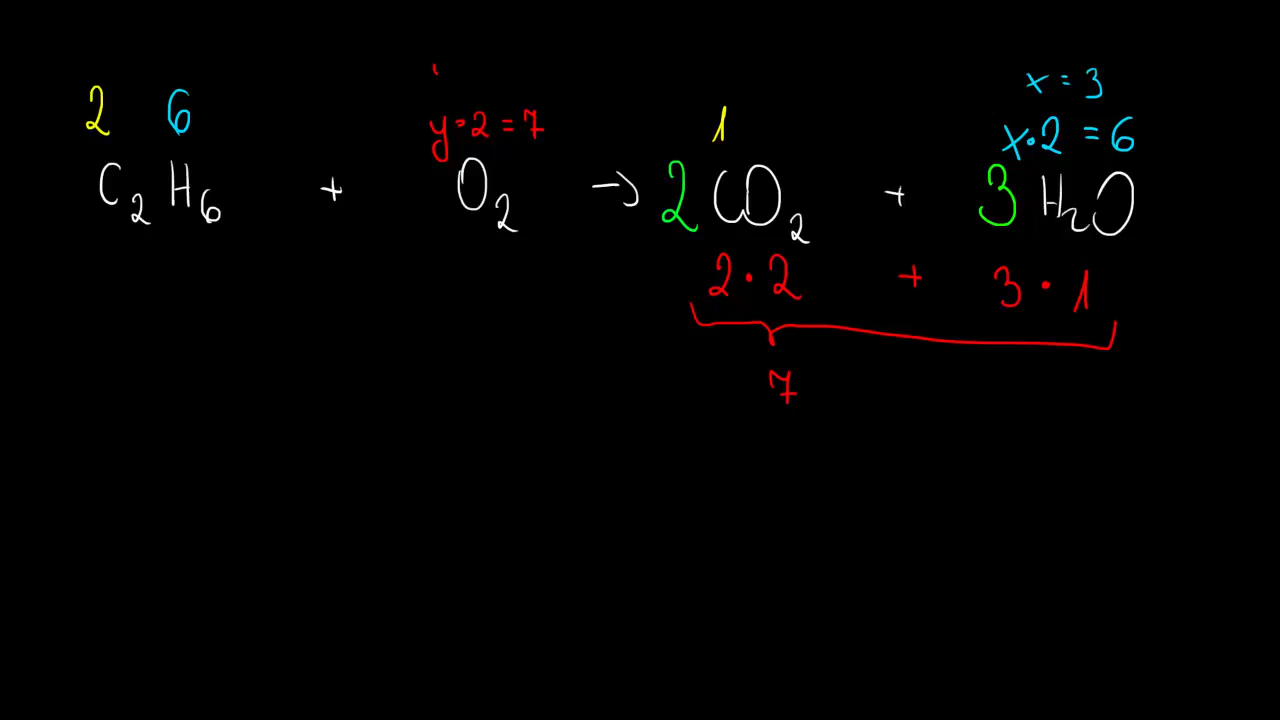 x = 3
2 6 y·2 = 7 1 x·2 = 6
C₂H₆ + O₂ → 2CO₂ + 3H₂O
2·2 + 3·1
7